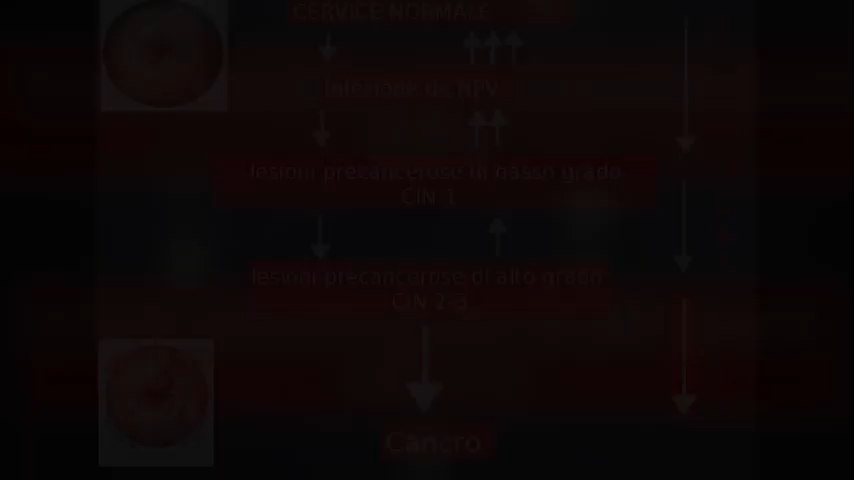 CERVICE NORMALE
Infezione da HPV
lesioni precancerose di basso grado
CIN 1
lesioni precancerose di alto grado
CIN 2-3
Cancro